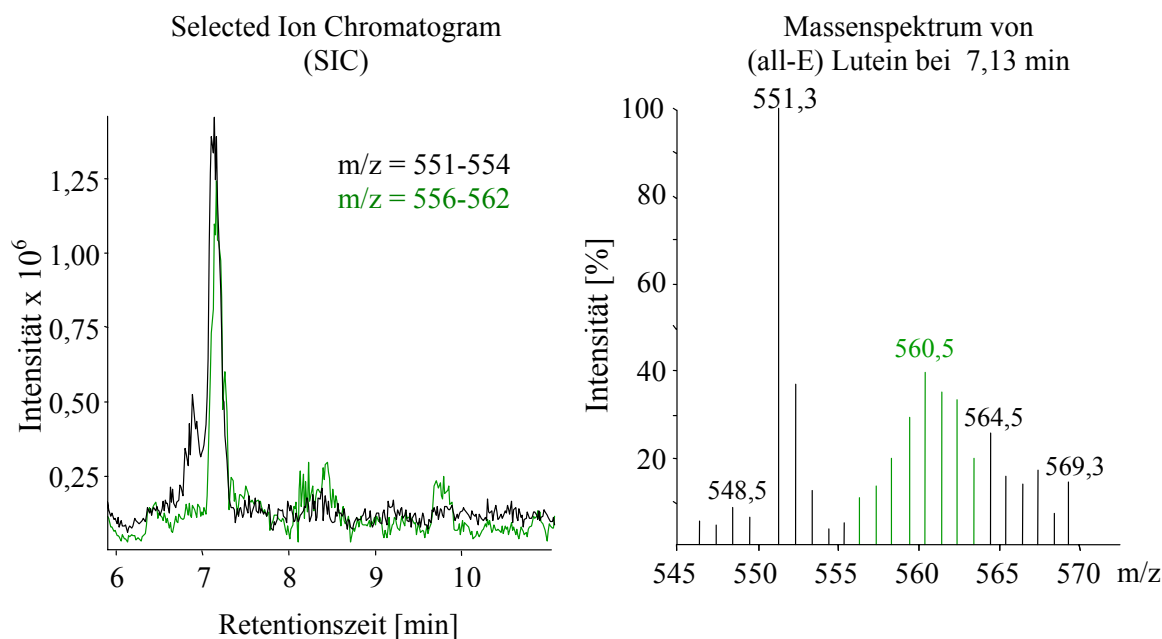 Selected Ion Chromatogram
(SIC)
m/z = 551-554
m/z = 556-562
1,25
1,00
0,75
0,50
0,25
Intensität x 10⁶
6 7 8 9 10
Retentionszeit [min]
Massenspektrum von
(all-E) Lutein bei 7,13 min
551,3
560,5
564,5
548,5
569,3
100
80
60
40
20
Intensität [%]
545 550 555 560 565 570 m/z